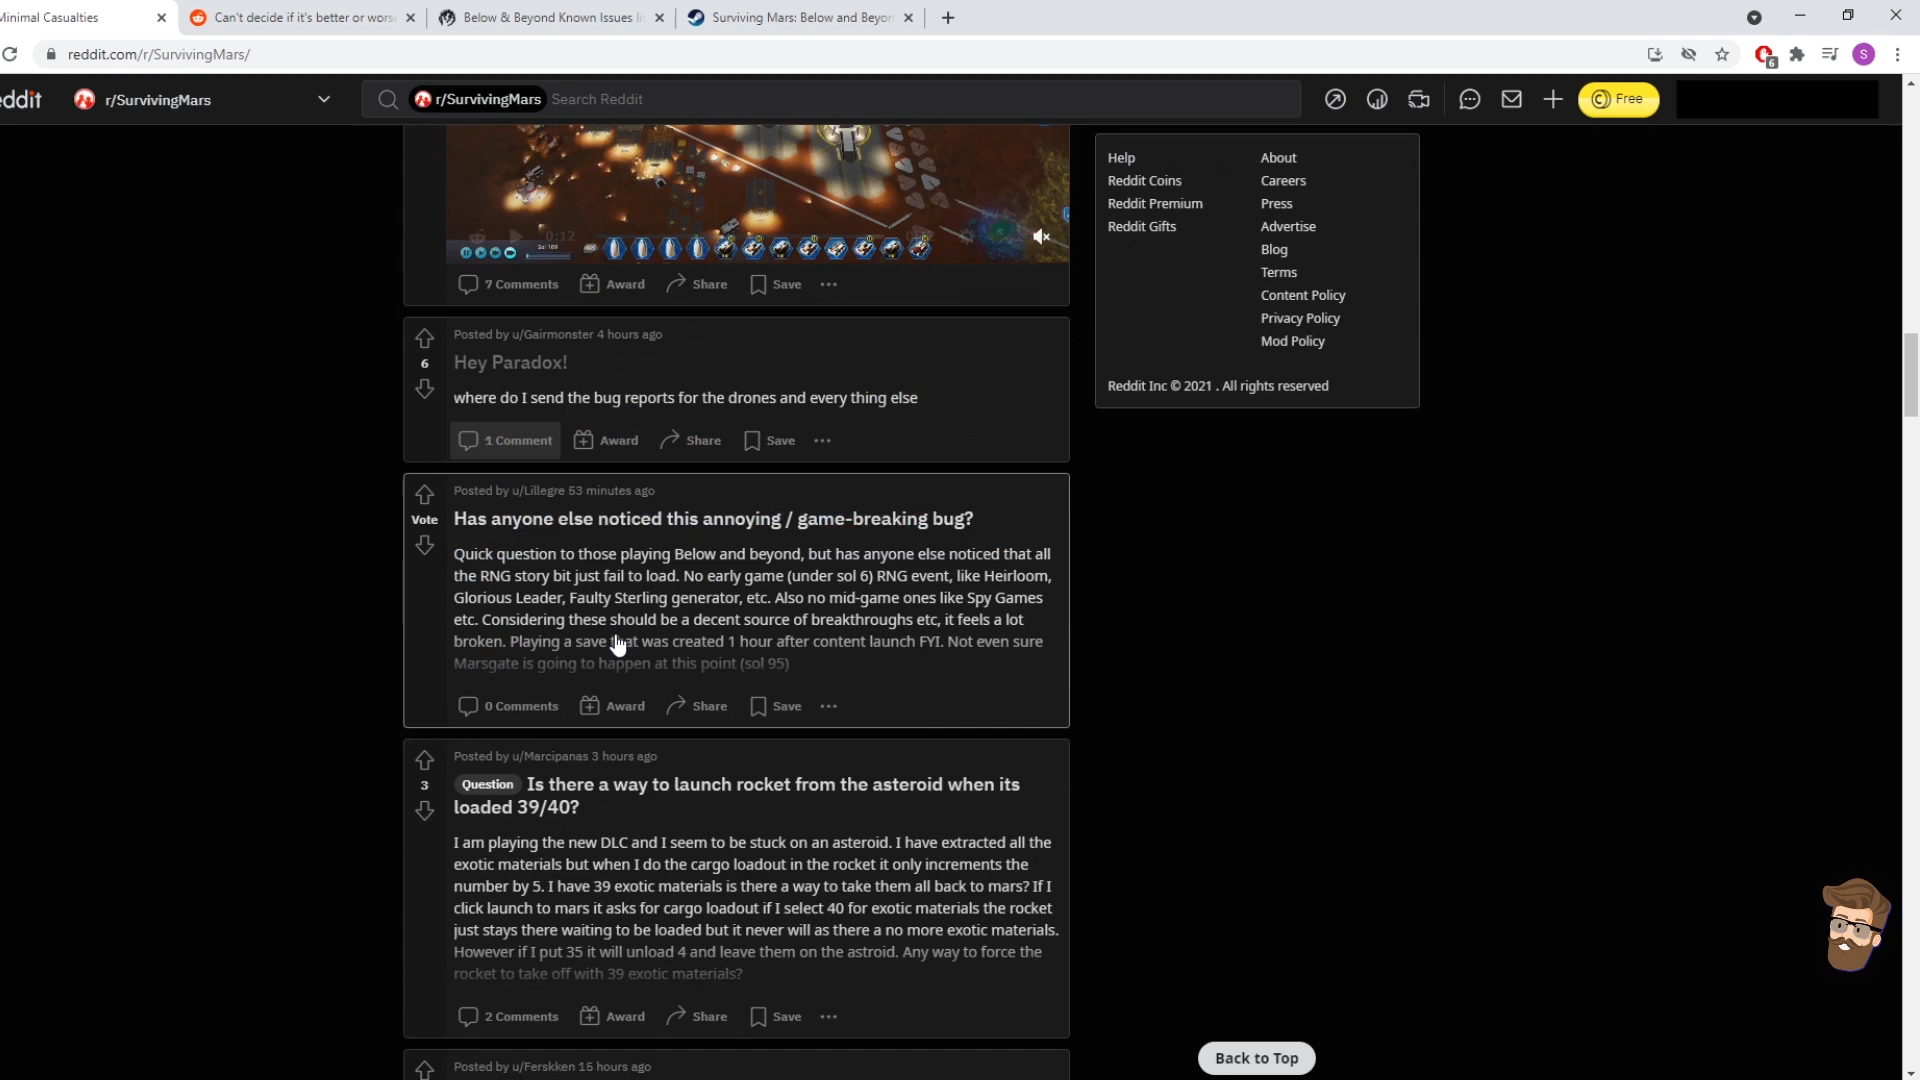 Minimal Casualties
Can't decide if it's better or worse
Below & Beyond Known Issues li
Surviving Mars: Below and Beyon
reddit.com/r/SurvivingMars/
6
S
eddit
r/SurvivingMars
r/SurvivingMars Search Reddit
Free
0:12
Sol 169
7 Comments Award Share Save
Posted by u/Gairmonster 4 hours ago
6
Hey Paradox!
where do I send the bug reports for the drones and every thing else
1 Comment Award Share Save
Posted by u/Lillegre 53 minutes ago
Vote
Has anyone else noticed this annoying / game-breaking bug?
Quick question to those playing Below and beyond, but has anyone else noticed that all
the RNG story bit just fail to load. No early game (under sol 6) RNG event, like Heirloom,
Glorious Leader, Faulty Sterling generator, etc. Also no mid-game ones like Spy Games
etc. Considering these should be a decent source of breakthroughs etc, it feels a lot
broken. Playing a save that was created 1 hour after content launch FYI. Not even sure
Marsgate is going to happen at this point (sol 95)
0 Comments Award Share Save
Posted by u/Marcipanas 3 hours ago
3
Question Is there a way to launch rocket from the asteroid when its
loaded 39/40?
I am playing the new DLC and I seem to be stuck on an asteroid. I have extracted all the
exotic materials but when I do the cargo loadout in the rocket it only increments the
number by 5. I have 39 exotic materials is there a way to take them all back to mars? If I
click launch to mars it asks for cargo loadout if I select 40 for exotic materials the rocket
just stays there waiting to be loaded but it never will as there a no more exotic materials.
However if I put 35 it will unload 4 and leave them on the astroid. Any way to force the
rocket to take off with 39 exotic materials?
2 Comments Award Share Save
Posted by u/Ferskken 15 hours ago
Help About
Reddit Coins Careers
Reddit Premium Press
Reddit Gifts Advertise
Blog
Terms
Content Policy
Privacy Policy
Mod Policy
Reddit Inc © 2021 . All rights reserved
Back to Top